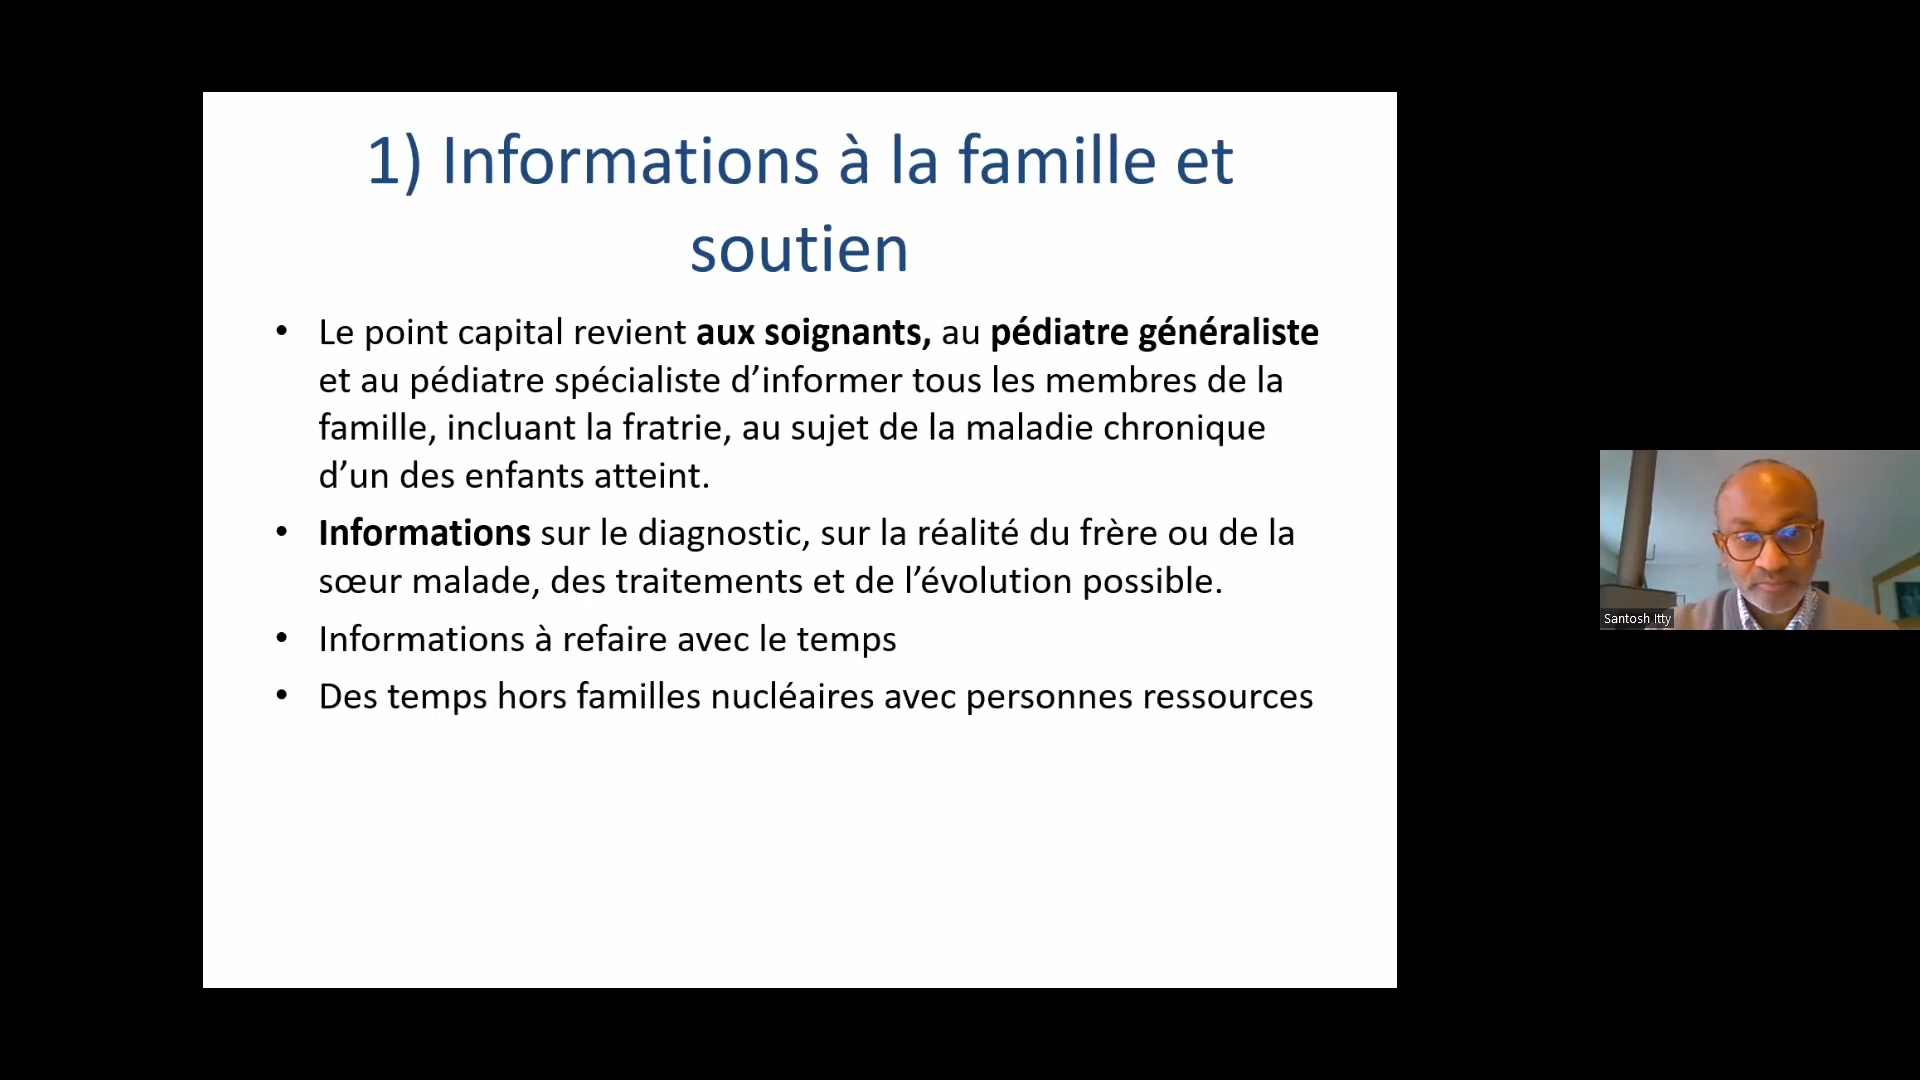 1) Informations à la famille et
soutien
• Le point capital revient aux soignants, au pédiatre généraliste
et au pédiatre spécialiste d’informer tous les membres de la
famille, incluant la fratrie, au sujet de la maladie chronique
d’un des enfants atteint.
• Informations sur le diagnostic, sur la réalité du frère ou de la
sœur malade, des traitements et de l’évolution possible.
• Informations à refaire avec le temps
• Des temps hors familles nucléaires avec personnes ressources
Santosh Itty